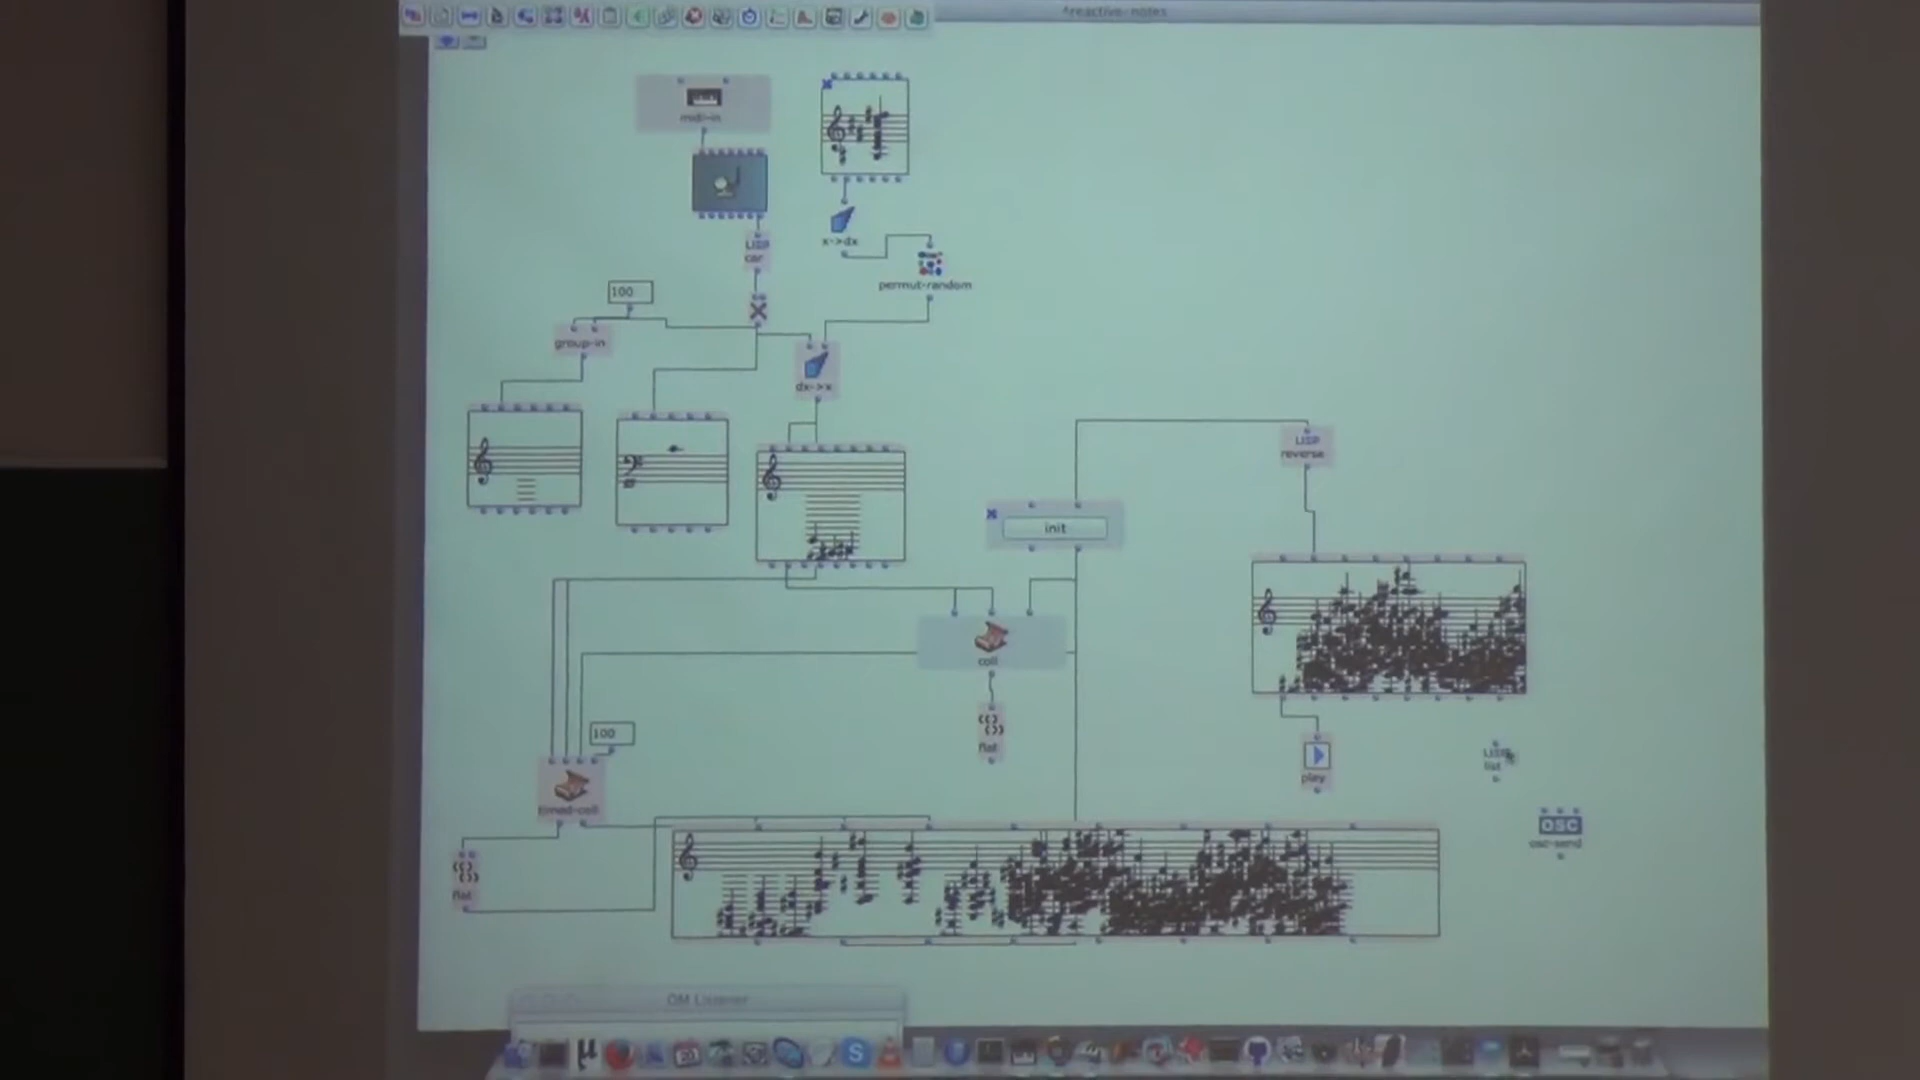 *reactive-notes
midi-in
LISP
car
x->dx
permut-random
100
group-in
dx->x
LISP
reverse
init
coll
flat
100
timed-coll
play
LISP
list
OSC
osc-send
flat
OM Listener